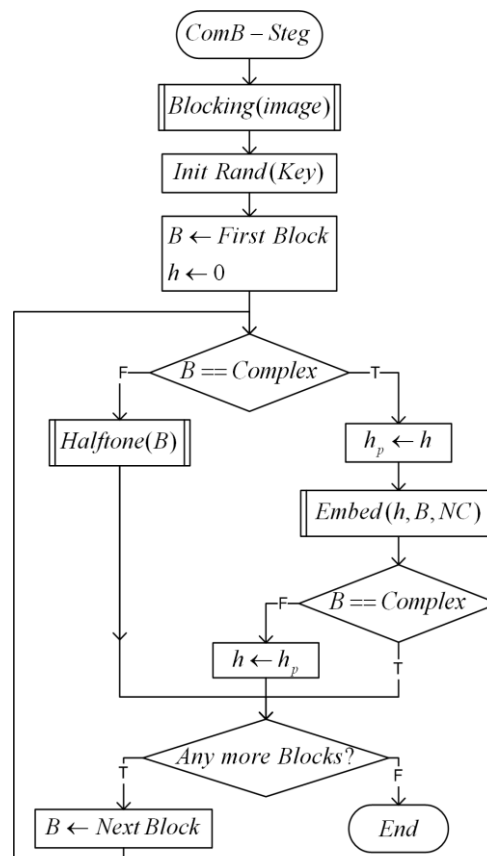 ComB – Steg
Blocking(image)
Init Rand(Key)
B ← First Block
h ← 0
B == Complex
F
T
Halftone(B)
h_p ← h
Embed(h, B, NC)
B == Complex
F
T
h ← h_p
Any more Blocks?
T
F
B ← Next Block
End